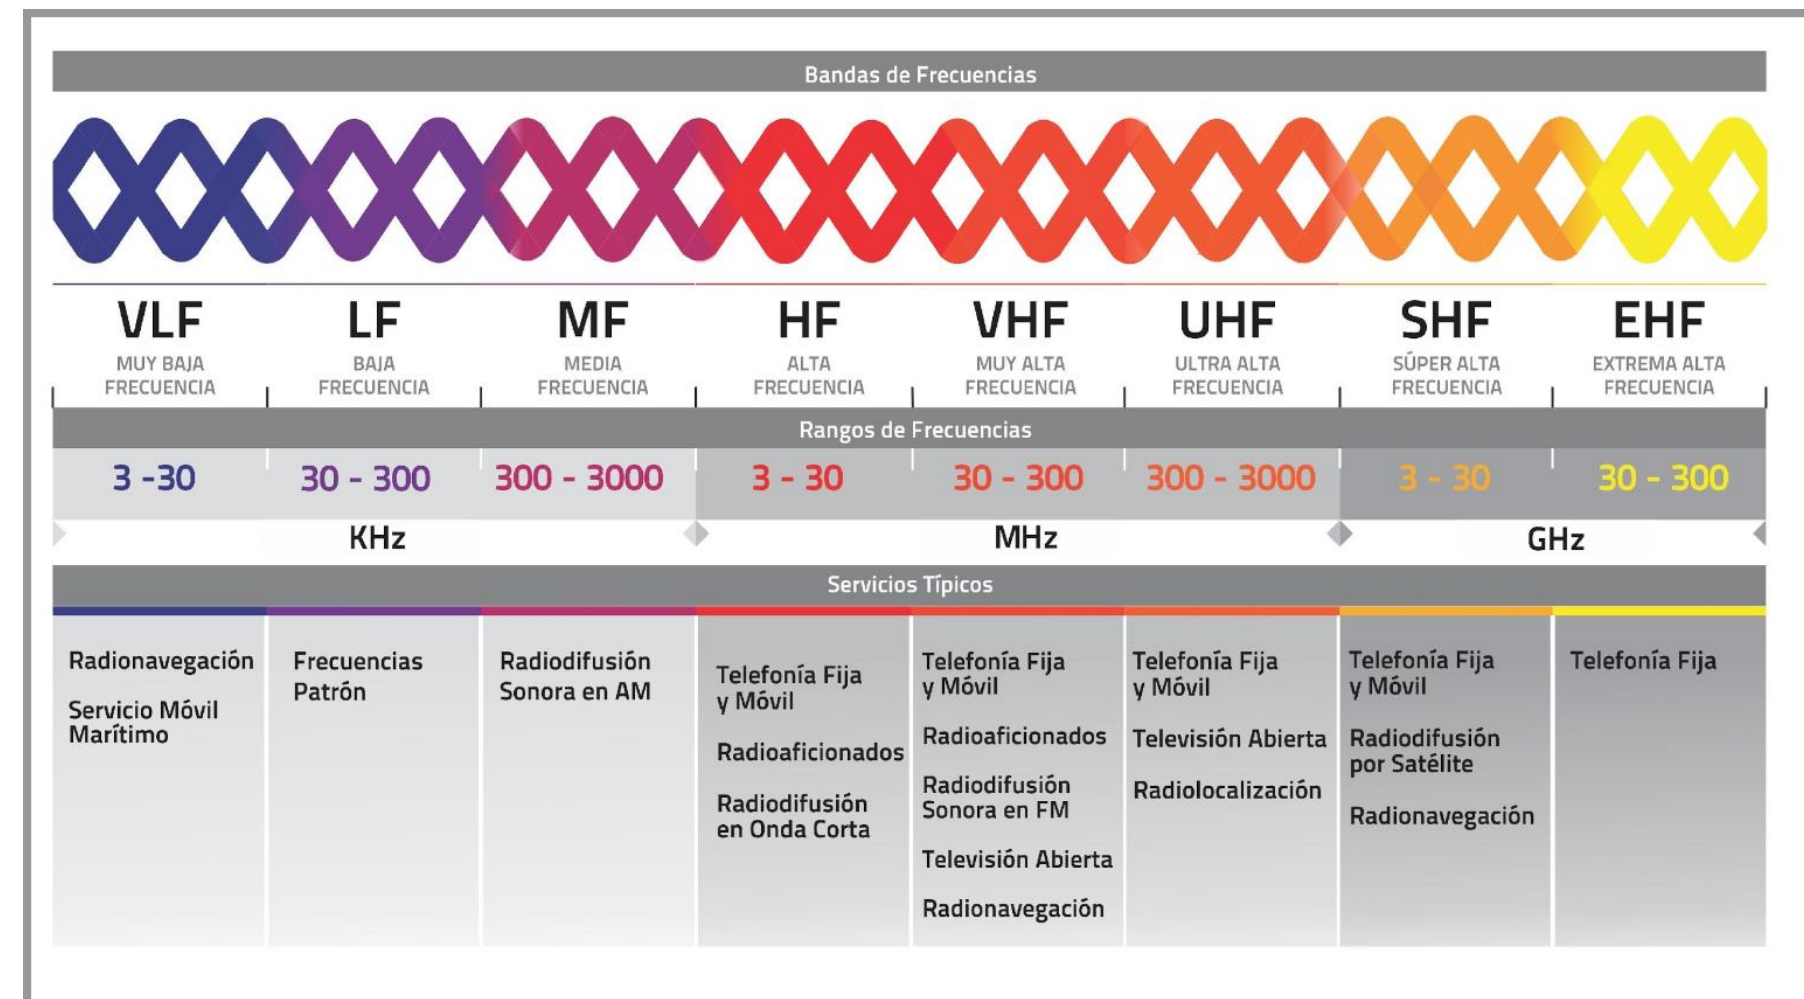 Bandas de Frecuencias
VLF
MUY BAJA
FRECUENCIA
LF
BAJA
FRECUENCIA
MF
MEDIA
FRECUENCIA
HF
ALTA
FRECUENCIA
VHF
MUY ALTA
FRECUENCIA
UHF
ULTRA ALTA
FRECUENCIA
SHF
SÚPER ALTA
FRECUENCIA
EHF
EXTREMA ALTA
FRECUENCIA
Rangos de Frecuencias
3 -30
30 - 300
300 - 3000
3 - 30
30 - 300
300 - 3000
3 - 30
30 - 300
KHz
MHz
GHz
Servicios Típicos
Radionavegación
Servicio Móvil
Marítimo
Frecuencias
Patrón
Radiodifusión
Sonora en AM
Telefonía Fija
y Móvil
Radioaficionados
Radiodifusión
en Onda Corta
Telefonía Fija
y Móvil
Radioaficionados
Radiodifusión
Sonora en FM
Televisión Abierta
Radionavegación
Telefonía Fija
y Móvil
Televisión Abierta
Radiolocalización
Telefonía Fija
y Móvil
Radiodifusión
por Satélite
Radionavegación
Telefonía Fija